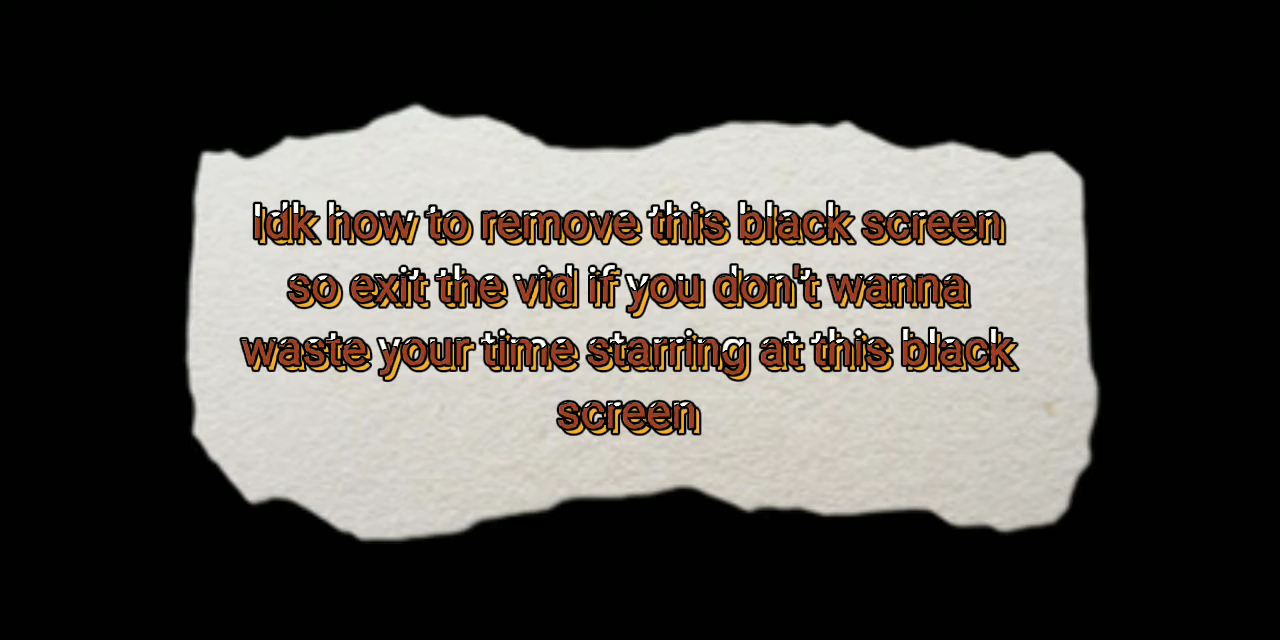 Idk how to remove this black screen
so exit the vid if you don't wanna
waste your time starring at this black
screen